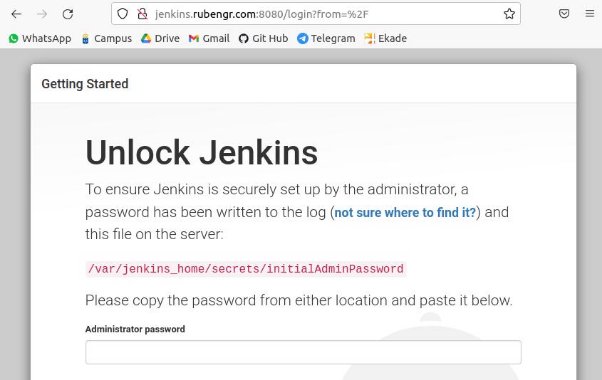 jenkins.rubengr.com:8080/login?from=%2F
WhatsApp Campus Drive Gmail Git Hub Telegram Ekade
Getting Started
Unlock Jenkins
To ensure Jenkins is securely set up by the administrator, a
password has been written to the log (not sure where to find it?) and
this file on the server:
/var/jenkins_home/secrets/initialAdminPassword
Please copy the password from either location and paste it below.
Administrator password